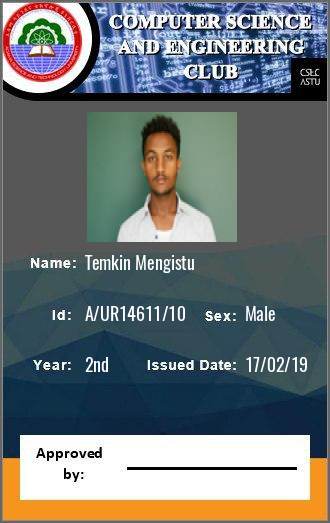 COMPUTER SCIENCE
AND ENGINEERING
CLUB
CSEC
ASTU
Name: Temkin Mengistu
Id: A/UR14611/10 Sex: Male
Year: 2nd Issued Date: 17/02/19
Approved
by: